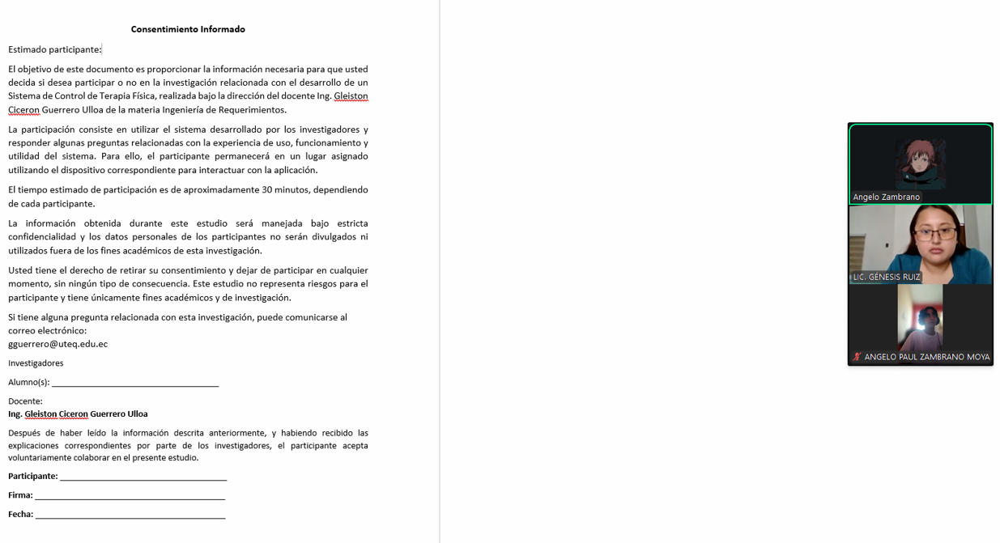 Consentimiento Informado
Estimado participante:
El objetivo de este documento es proporcionar la información necesaria para que usted
decida si desea participar o no en la investigación relacionada con el desarrollo de un
Sistema de Control de Terapia Física, realizada bajo la dirección del docente Ing. Gleiston
Ciceron Guerrero Ulloa de la materia Ingeniería de Requerimientos.
La participación consiste en utilizar el sistema desarrollado por los investigadores y
responder algunas preguntas relacionadas con la experiencia de uso, funcionamiento y
utilidad del sistema. Para ello, el participante permanecerá en un lugar asignado
utilizando el dispositivo correspondiente para interactuar con la aplicación.
El tiempo estimado de participación es de aproximadamente 30 minutos, dependiendo
de cada participante.
La información obtenida durante este estudio será manejada bajo estricta
confidencialidad y los datos personales de los participantes no serán divulgados ni
utilizados fuera de los fines académicos de esta investigación.
Usted tiene el derecho de retirar su consentimiento y dejar de participar en cualquier
momento, sin ningún tipo de consecuencia. Este estudio no representa riesgos para el
participante y tiene únicamente fines académicos y de investigación.
Si tiene alguna pregunta relacionada con esta investigación, puede comunicarse al
correo electrónico:
gguerrero@uteq.edu.ec
Investigadores
Alumno(s): ___________________________________
Docente:
Ing. Gleiston Ciceron Guerrero Ulloa
Después de haber leído la información descrita anteriormente, y habiendo recibido las
explicaciones correspondientes por parte de los investigadores, el participante acepta
voluntariamente colaborar en el presente estudio.
Participante: ___________________________________
Firma: ________________________________________
Fecha: ________________________________________
Angelo Zambrano
LIC. GÉNESIS RUIZ
ANGELO PAUL ZAMBRANO MOYA